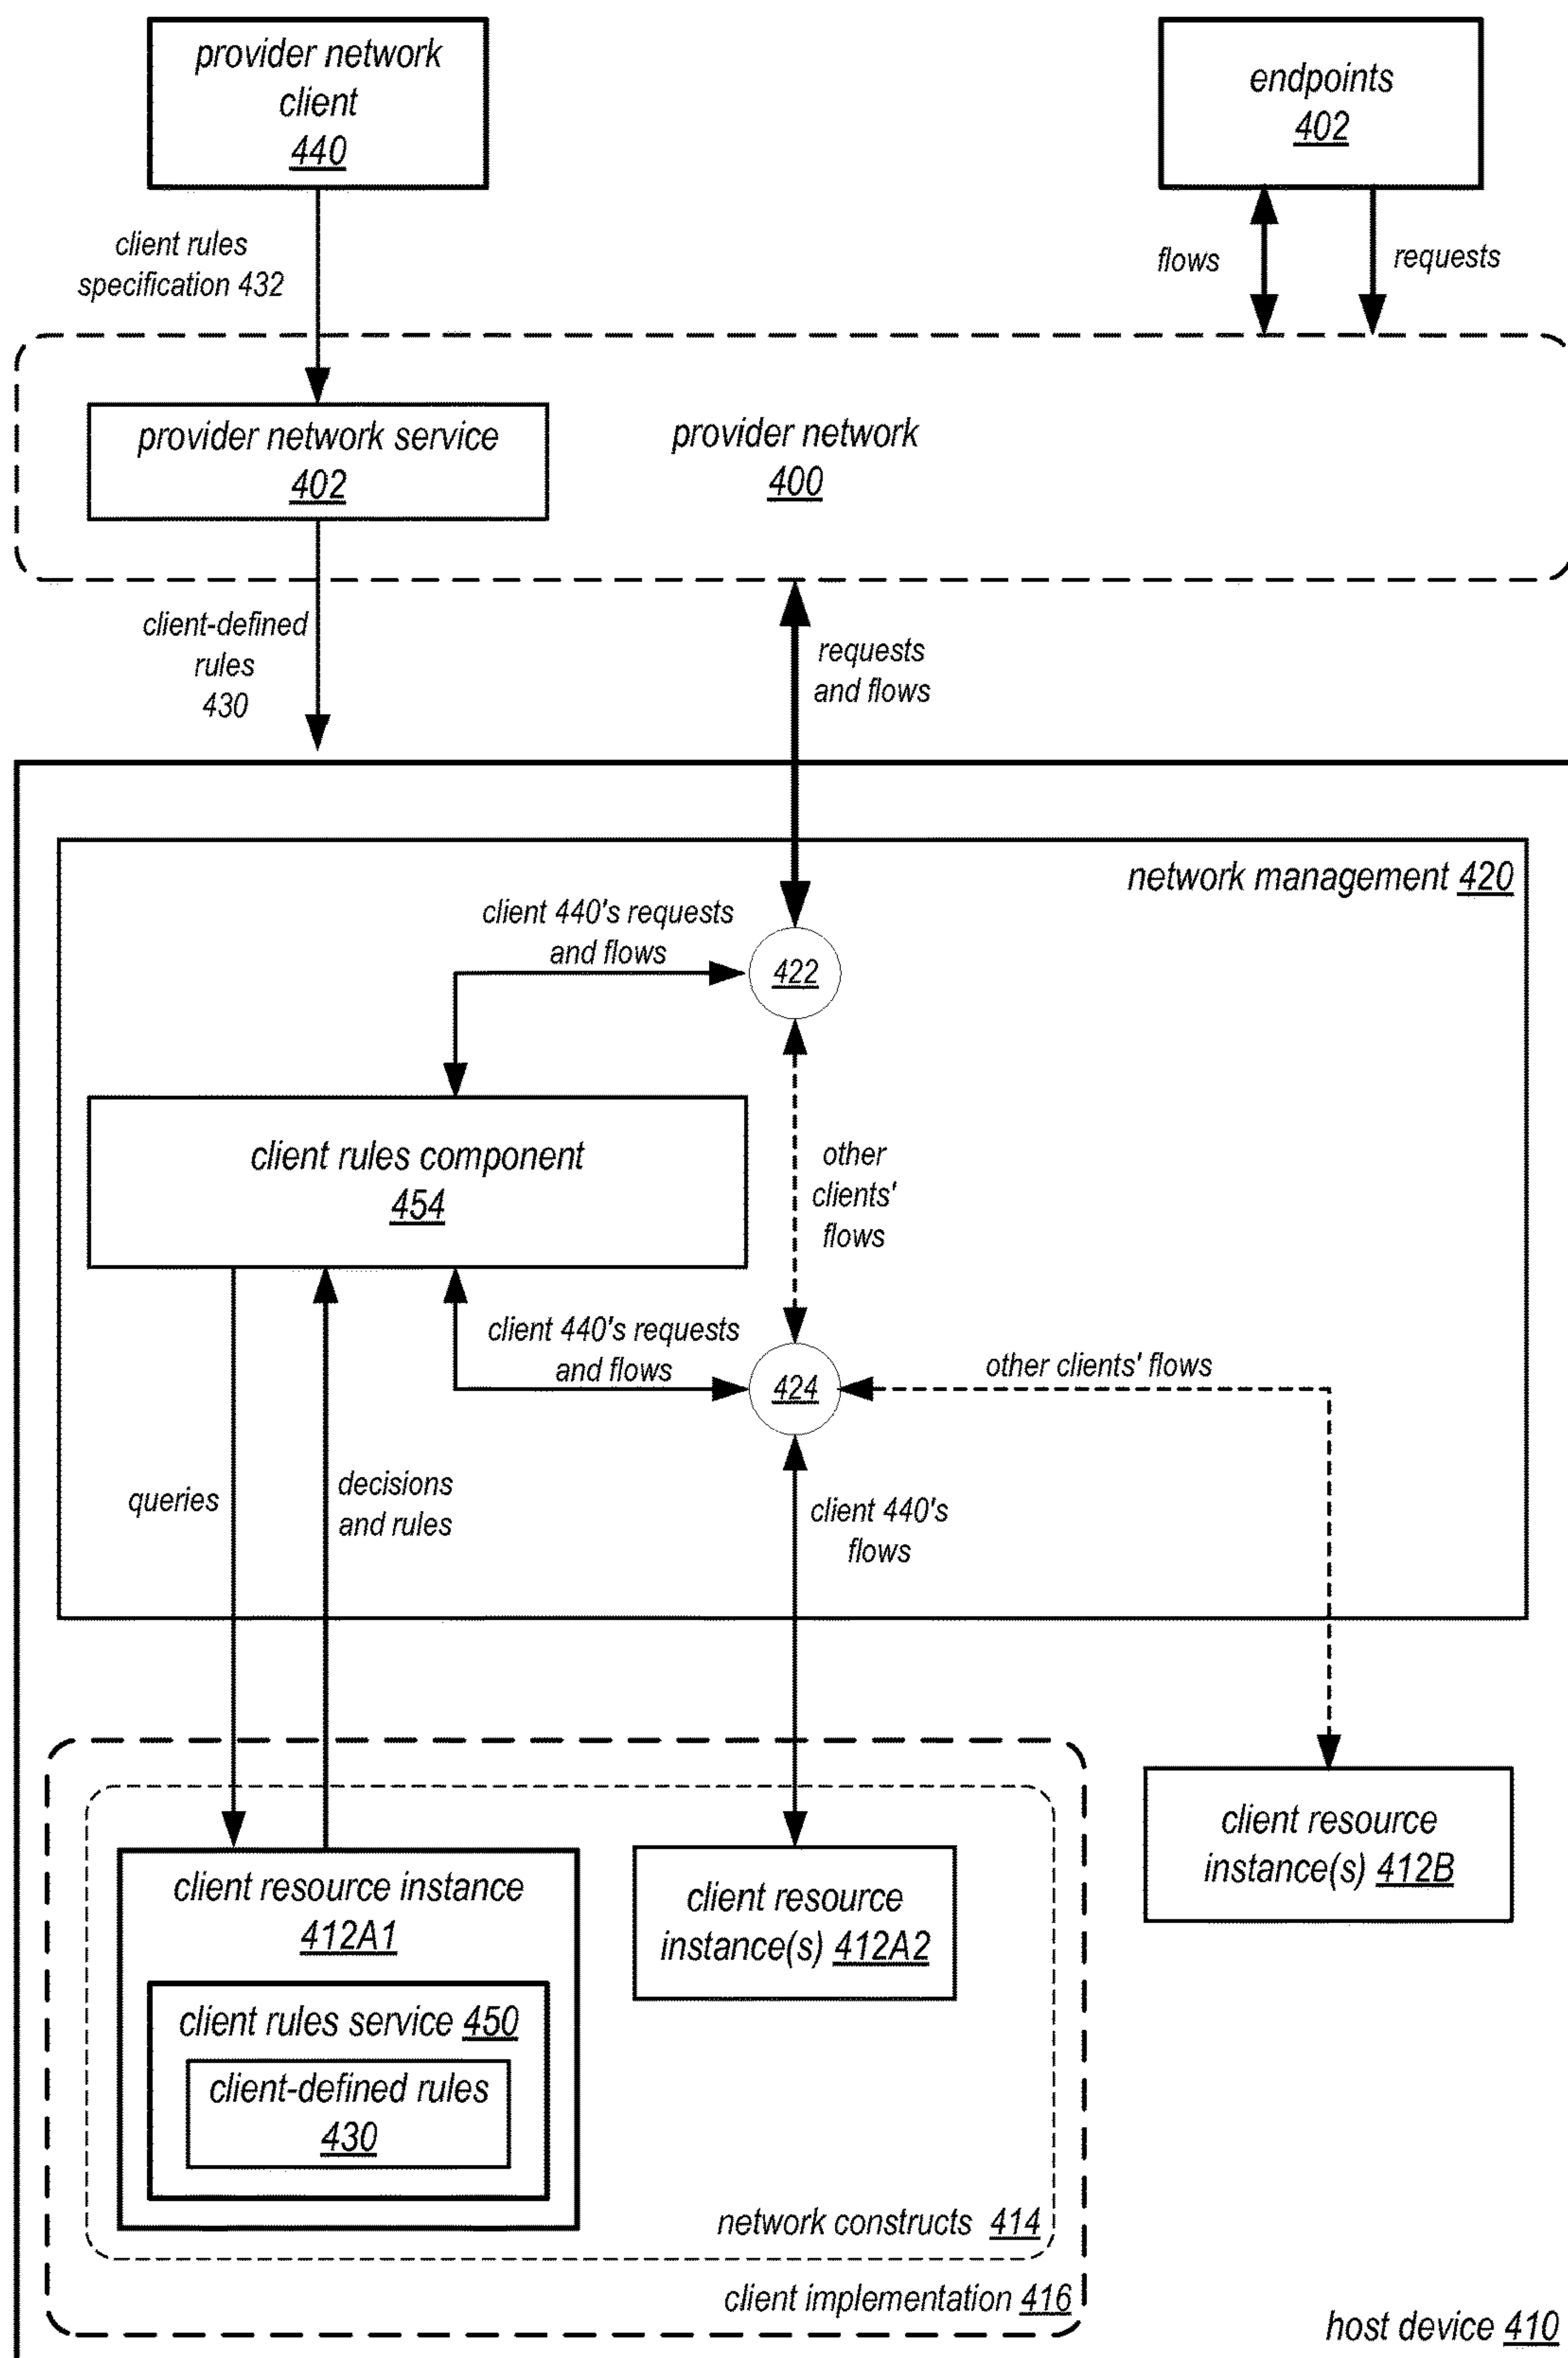 provider network
client
440
endpoints
402
client rules
specification 432
flows
requests
provider network service
402
provider network
400
client-defined
rules
430
requests
and flows
network management 420
client 440's requests
and flows
422
client rules component
454
other
clients'
flows
client 440's requests
and flows
424
other clients' flows
queries
decisions
and rules
client 440's
flows
client resource instance
412A1
client rules service 450
client-defined rules
430
client resource
instance(s) 412A2
client resource
instance(s) 412B
network constructs 414
client implementation 416
host device 410